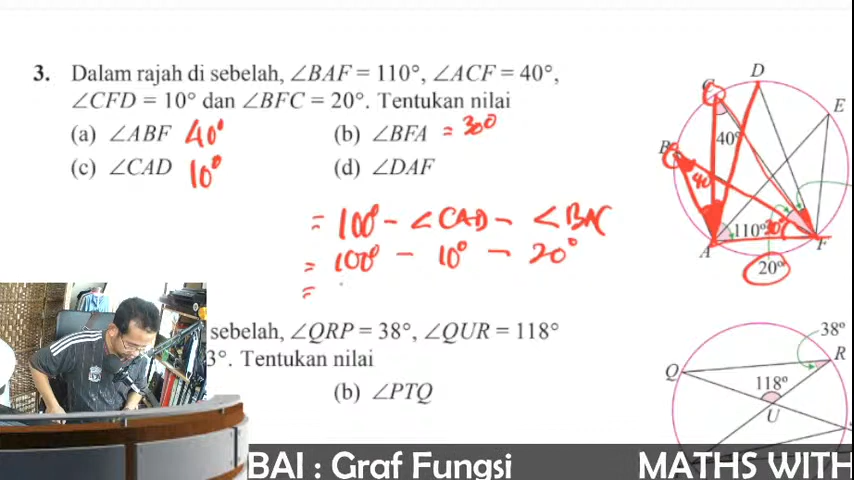 3. Dalam rajah di sebelah, ∠BAF = 110°, ∠ACF = 40°,
∠CFD = 10° dan ∠BFC = 20°. Tentukan nilai
(a) ∠ABF 40° (b) ∠BFA = 30°
(c) ∠CAD 10° (d) ∠DAF
= 100° - ∠CAD - ∠BAC
= 100° - 10° - 20°
=
C
D
E
B
40°
40
110°
30°
A
F
20°
sebelah, ∠QRP = 38°, ∠QUR = 118°
3°. Tentukan nilai
(b) ∠PTQ
38°
Q
R
118°
U
BAI : Graf Fungsi MATHS WITH